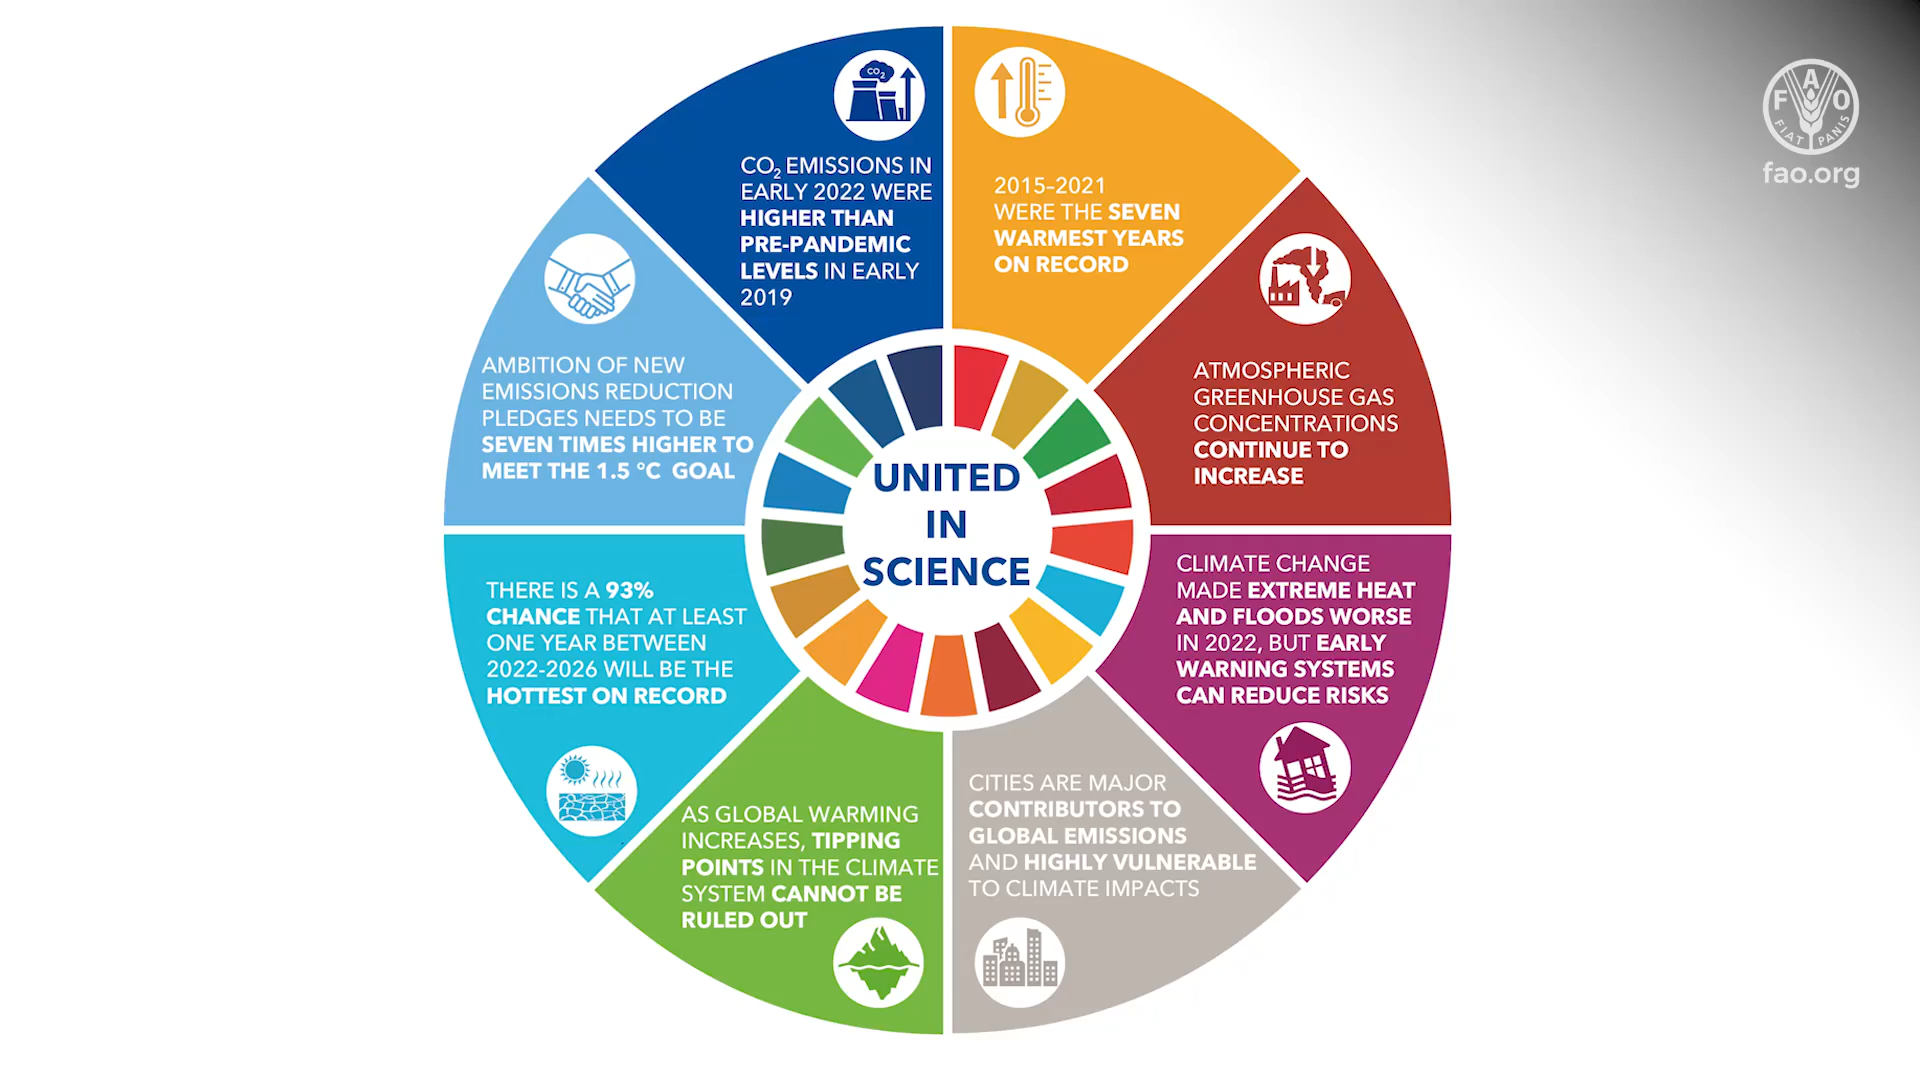 CO₂
CO₂ EMISSIONS IN
EARLY 2022 WERE
HIGHER THAN
PRE-PANDEMIC
LEVELS IN EARLY
2019
2015–2021
WERE THE SEVEN
WARMEST YEARS
ON RECORD
ATMOSPHERIC
GREENHOUSE GAS
CONCENTRATIONS
CONTINUE TO
INCREASE
CLIMATE CHANGE
MADE EXTREME HEAT
AND FLOODS WORSE
IN 2022, BUT EARLY
WARNING SYSTEMS
CAN REDUCE RISKS
CITIES ARE MAJOR
CONTRIBUTORS TO
GLOBAL EMISSIONS
AND HIGHLY VULNERABLE
TO CLIMATE IMPACTS
AS GLOBAL WARMING
INCREASES, TIPPING
POINTS IN THE CLIMATE
SYSTEM CANNOT BE
RULED OUT
THERE IS A 93%
CHANCE THAT AT LEAST
ONE YEAR BETWEEN
2022-2026 WILL BE THE
HOTTEST ON RECORD
AMBITION OF NEW
EMISSIONS REDUCTION
PLEDGES NEEDS TO BE
SEVEN TIMES HIGHER TO
MEET THE 1.5 °C GOAL
UNITED
IN
SCIENCE
FAO
FIAT PANIS
fao.org